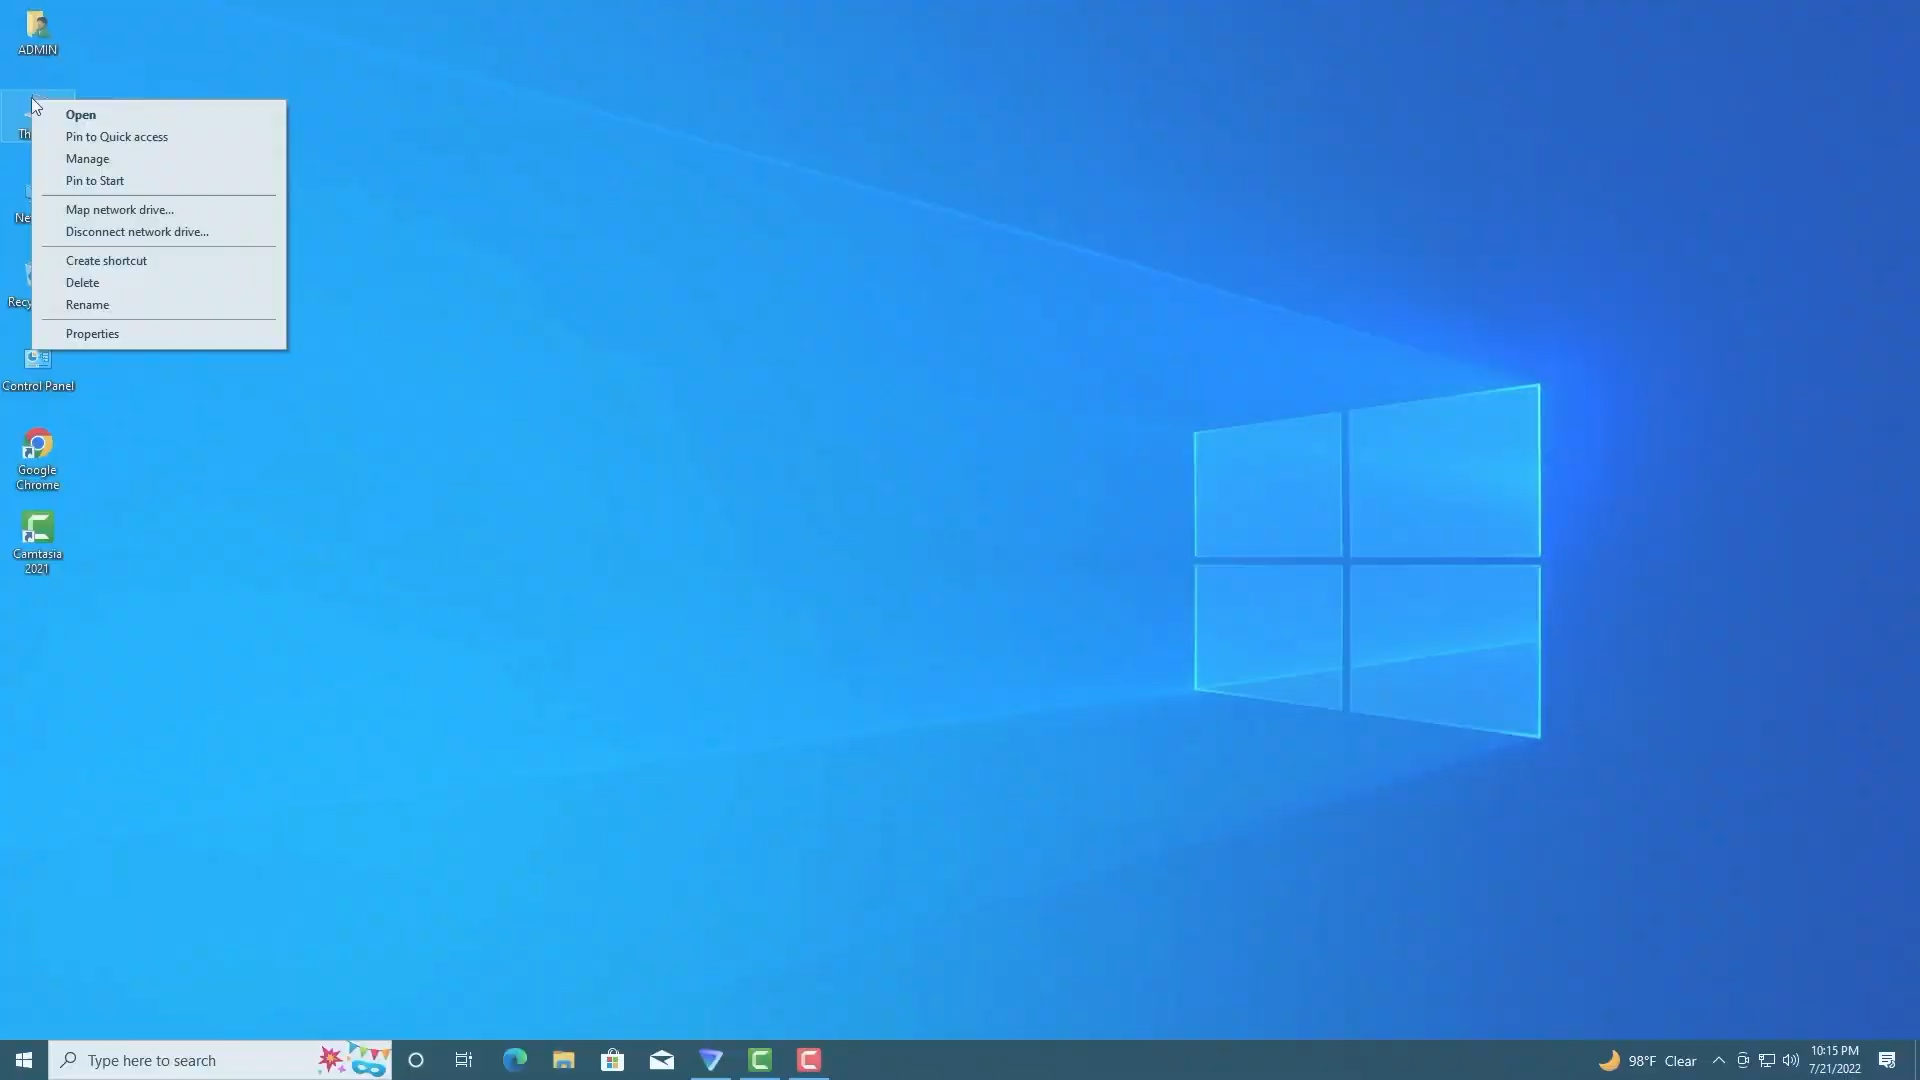 ADMIN
Open
Pin to Quick access
Manage
Pin to Start
Map network drive...
Disconnect network drive...
Create shortcut
Delete
Rename
Properties
Control Panel
Google
Chrome
Camtasia
2021
Type here to search
98°F Clear
10:15 PM
7/21/2022